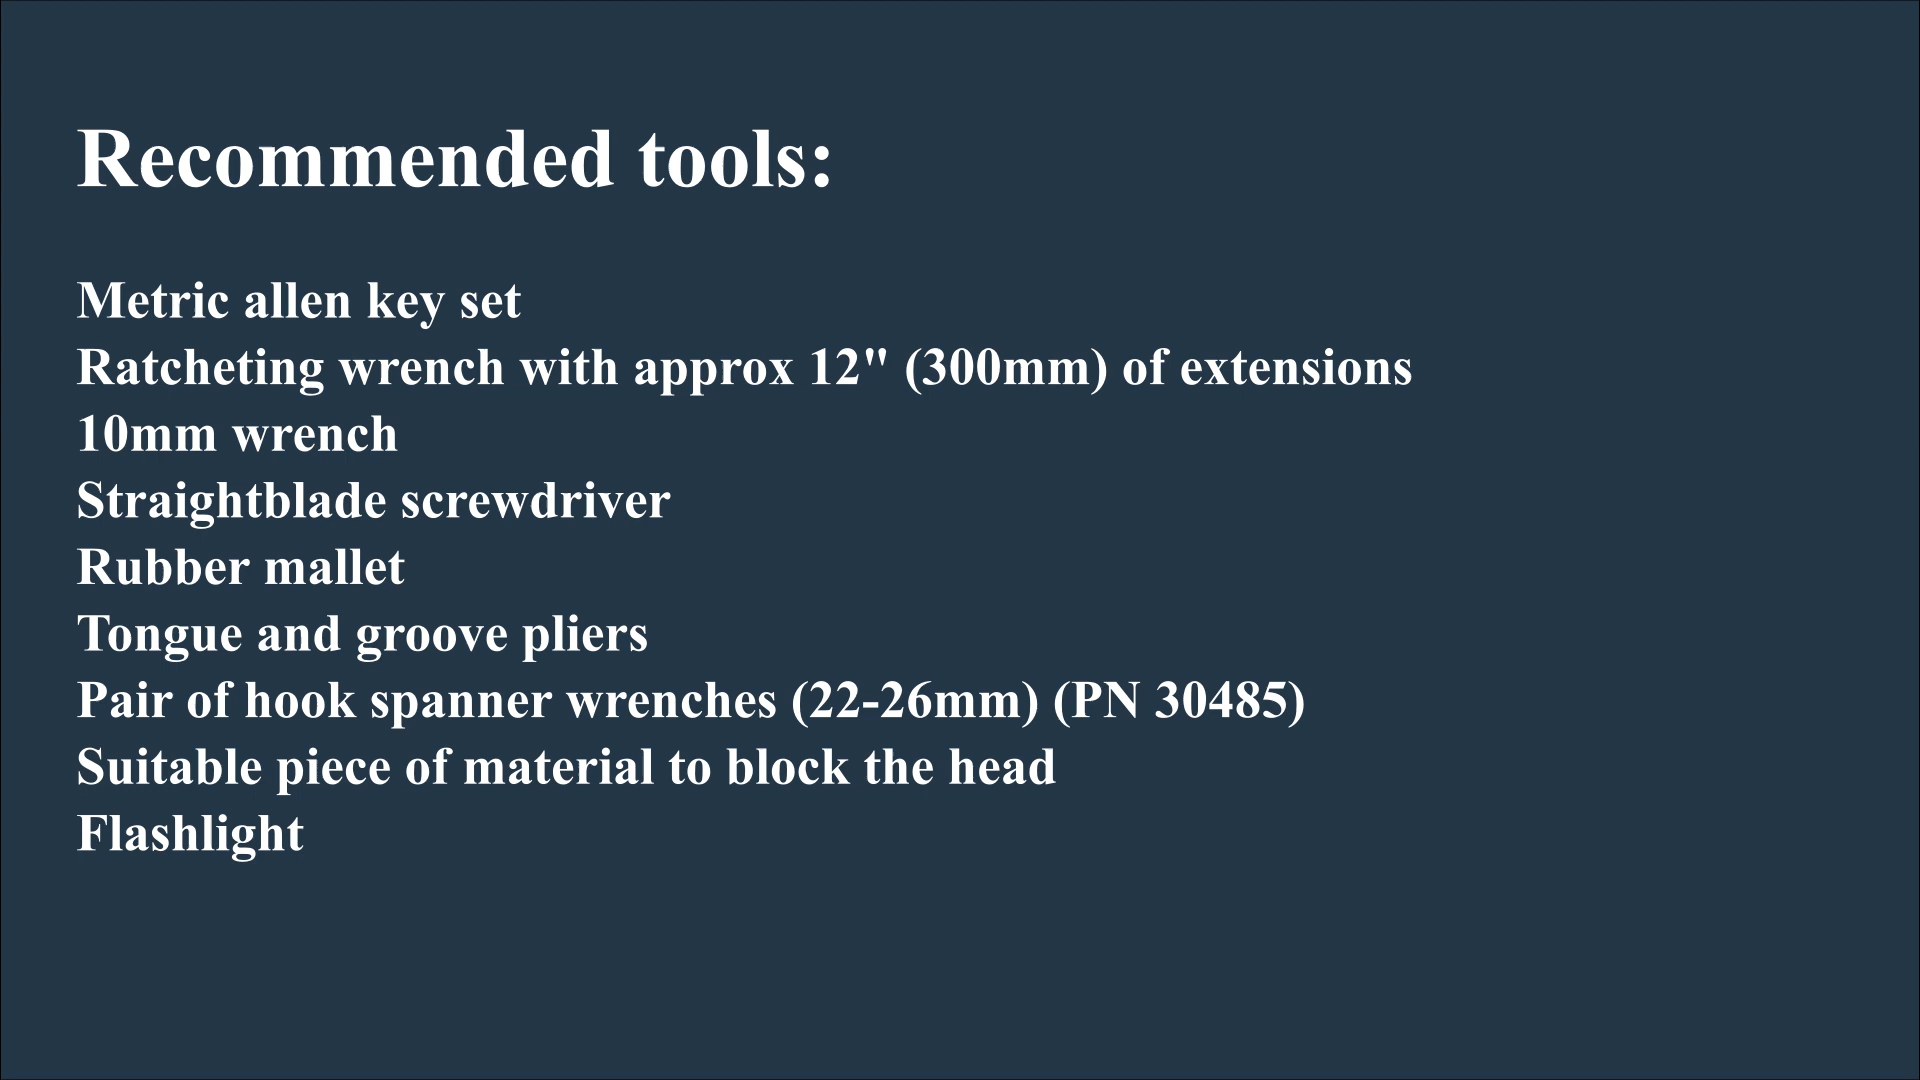 Recommended tools:
Metric allen key set
Ratcheting wrench with approx 12" (300mm) of extensions
10mm wrench
Straightblade screwdriver
Rubber mallet
Tongue and groove pliers
Pair of hook spanner wrenches (22-26mm) (PN 30485)
Suitable piece of material to block the head
Flashlight